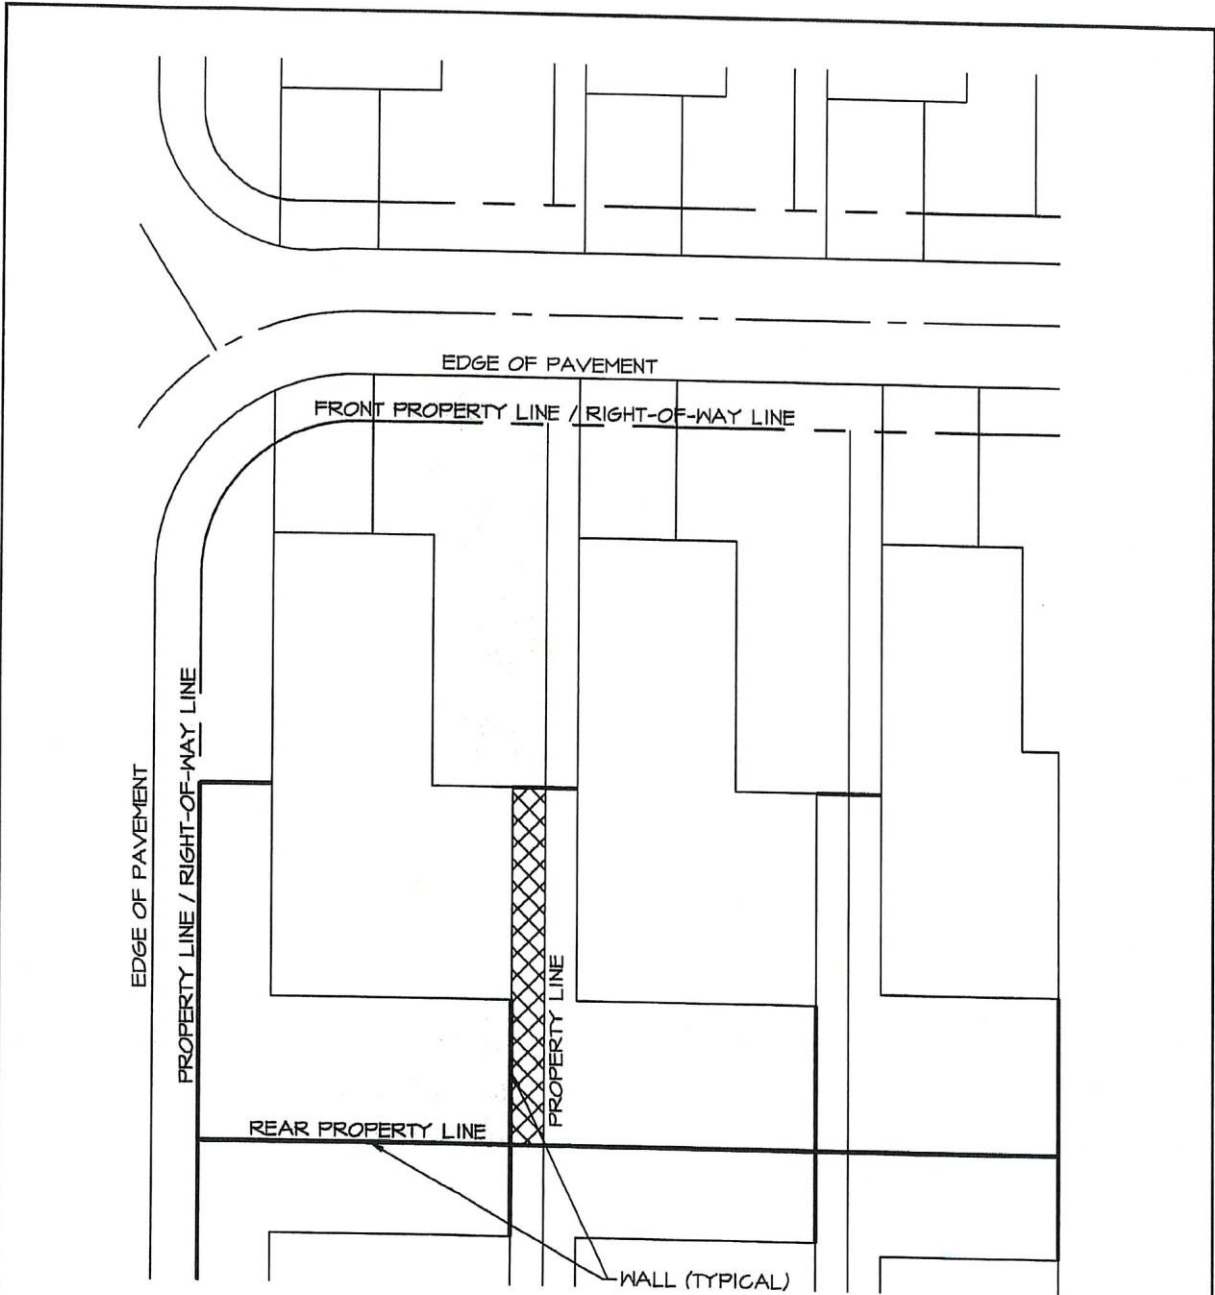 EDGE OF PAVEMENT
FRONT PROPERTY LINE / RIGHT-OF-WAY LINE
PROPERTY LINE / RIGHT-OF-WAY LINE
EDGE OF PAVEMENT
PROPERTY LINE
REAR PROPERTY LINE
WALL (TYPICAL)